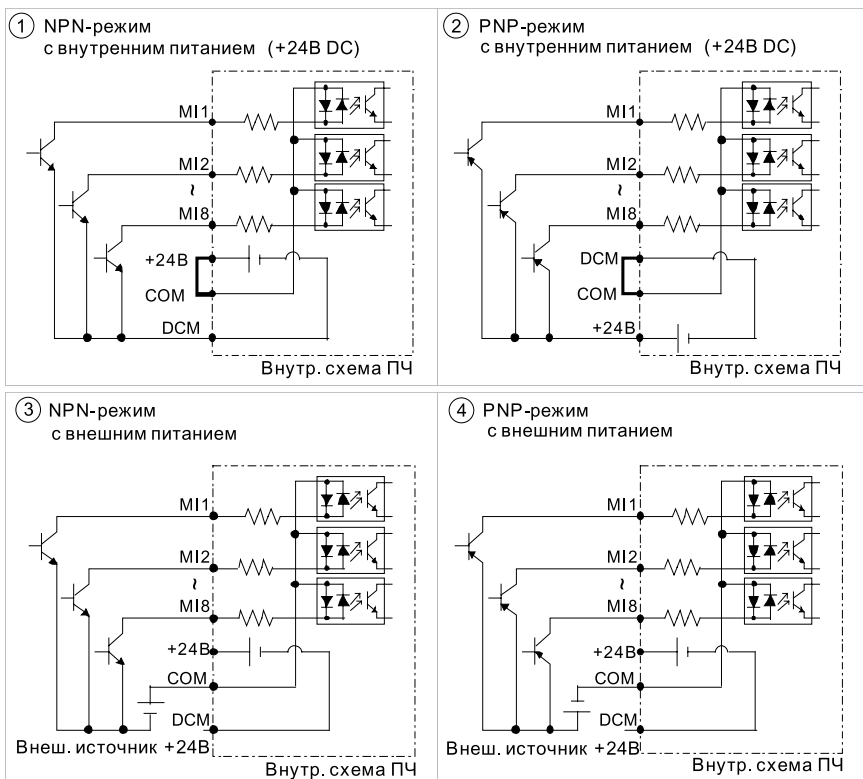 1 NPN-режим
с внутренним питанием (+24В DC)
MI1
MI2
~
MI8
+24В
COM
DCM
Внутр. схема ПЧ
2 PNP-режим
с внутренним питанием (+24В DC)
MI1
MI2
~
MI8
DCM
COM
+24В
Внутр. схема ПЧ
3 NPN-режим
с внешним питанием
MI1
MI2
~
MI8
+24В
COM
DCM
Внеш. источник +24В
Внутр. схема ПЧ
4 PNP-режим
с внешним питанием
MI1
MI2
~
MI8
+24В
COM
DCM
Внеш. источник +24В
Внутр. схема ПЧ